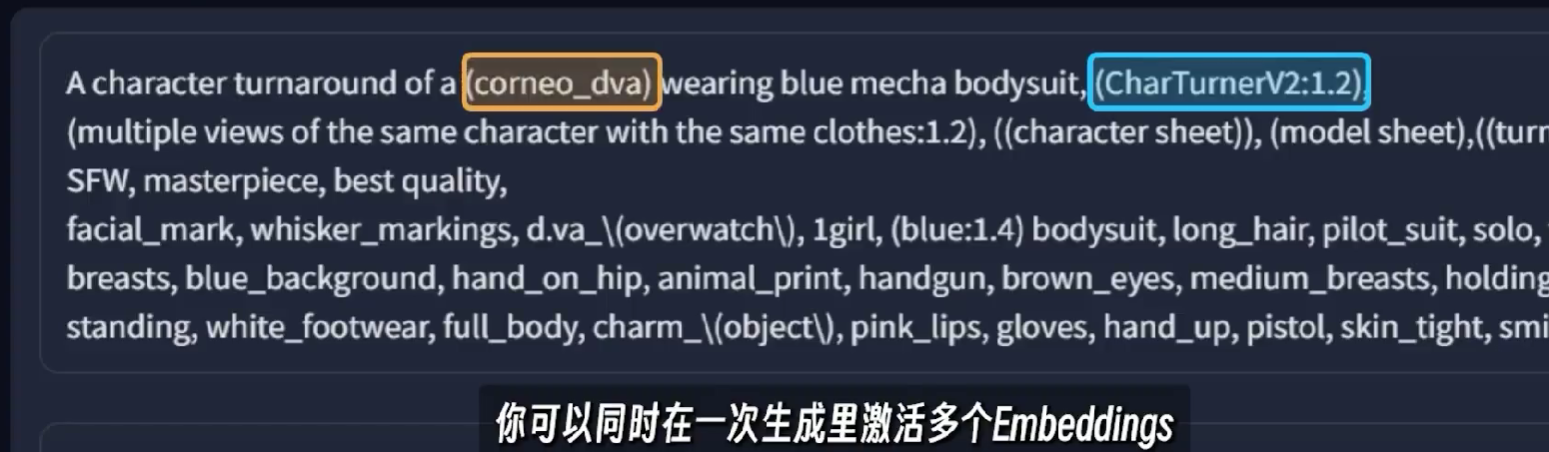 A character turnaround of a (corneo_dva) wearing blue mecha bodysuit, (CharTurnerV2:1.2),
(multiple views of the same character with the same clothes:1.2), ((character sheet)), (model sheet),((turn
SFW, masterpiece, best quality,
facial_mark, whisker_markings, d.va_\(overwatch\), 1girl, (blue:1.4) bodysuit, long_hair, pilot_suit, solo,
breasts, blue_background, hand_on_hip, animal_print, handgun, brown_eyes, medium_breasts, holding
standing, white_footwear, full_body, charm_\(object\), pink_lips, gloves, hand_up, pistol, skin_tight, smi
你可以同时在一次生成里激活多个Embeddings